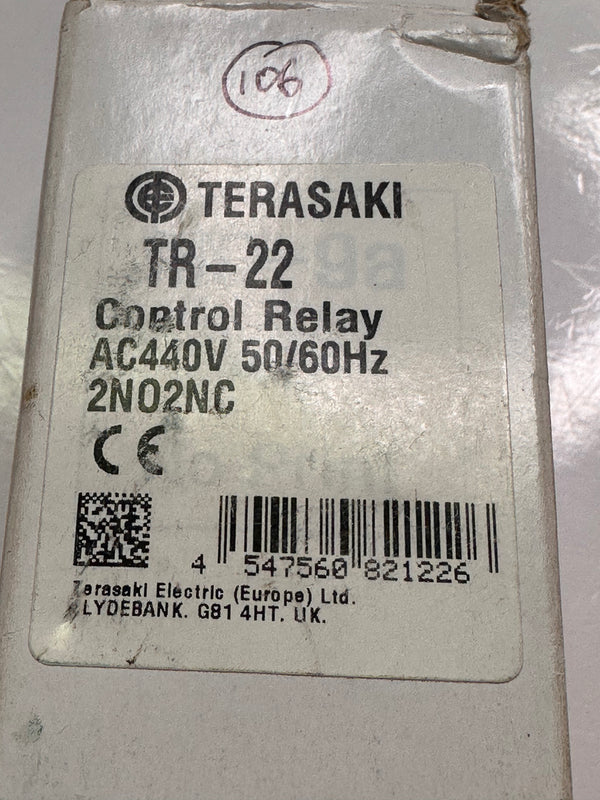 106
TERASAKI
TR-22
Control Relay
AC440V 50/60Hz
2NO2NC
CE
4 547560 821226
Terasaki Electric (Europe) Ltd.
CLYDEBANK. G81 4HT. UK.